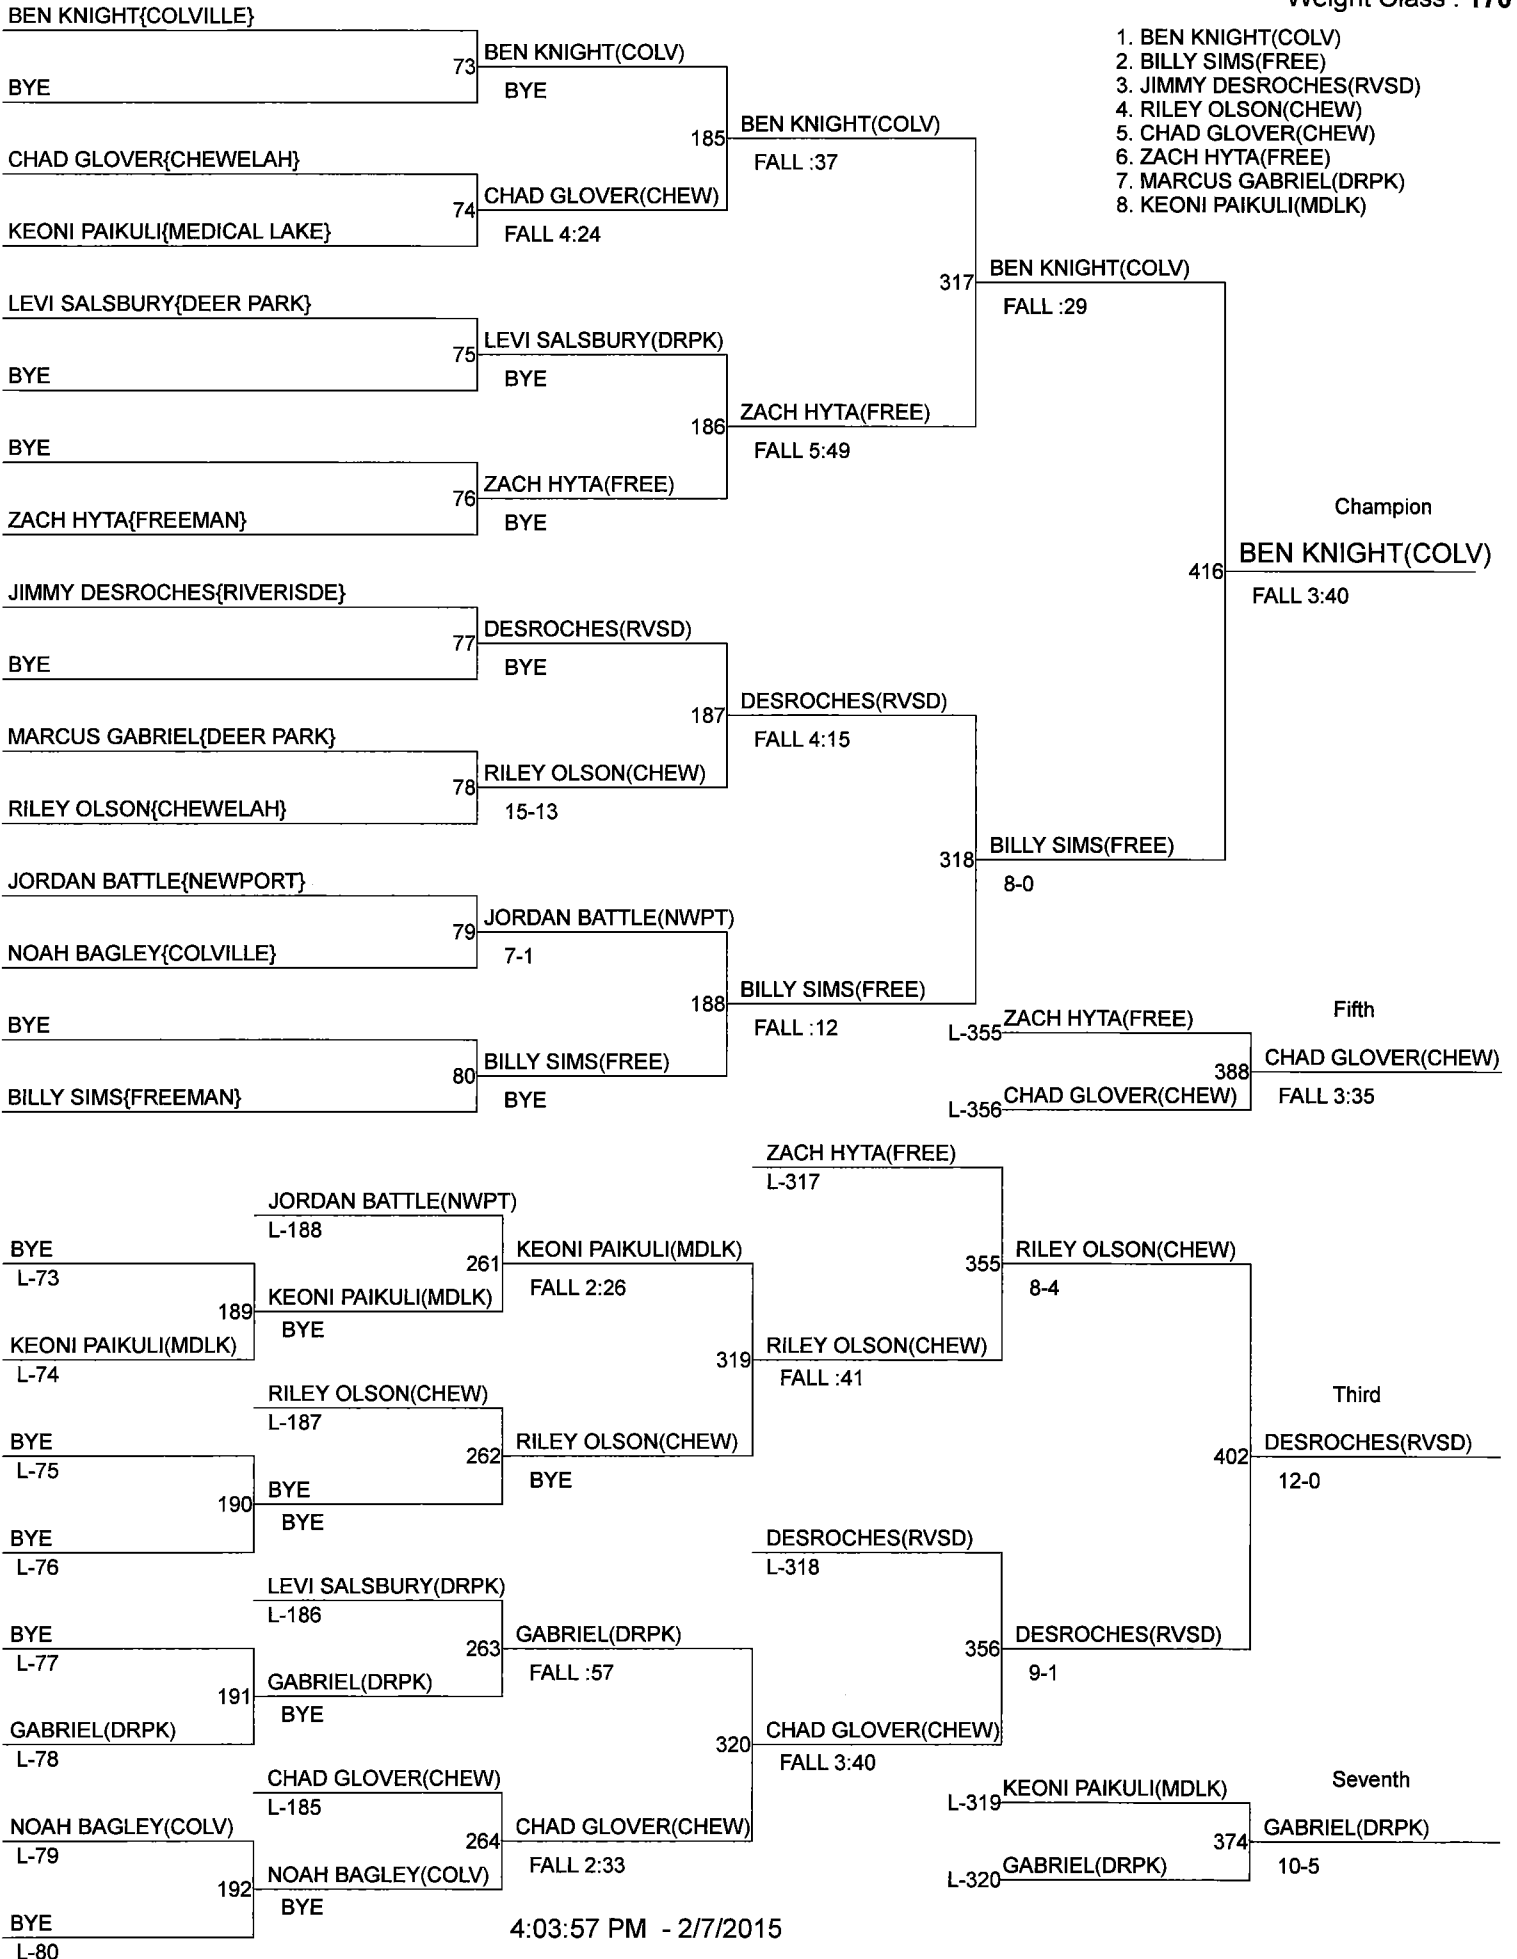 Weight Class : 170
1. BEN KNIGHT(COLV)
2. BILLY SIMS(FREE)
3. JIMMY DESROCHES(RVSD)
4. RILEY OLSON(CHEW)
5. CHAD GLOVER(CHEW)
6. ZACH HYTA(FREE)
7. MARCUS GABRIEL(DRPK)
8. KEONI PAIKULI(MDLK)
BEN KNIGHT{COLVILLE}
73
BEN KNIGHT(COLV)
BYE
BYE
185
BEN KNIGHT(COLV)
FALL :37
CHAD GLOVER{CHEWELAH}
74
CHAD GLOVER(CHEW)
KEONI PAIKULI{MEDICAL LAKE}
FALL 4:24
317
BEN KNIGHT(COLV)
FALL :29
LEVI SALSBURY{DEER PARK}
75
LEVI SALSBURY(DRPK)
BYE
BYE
186
ZACH HYTA(FREE)
FALL 5:49
BYE
76
ZACH HYTA(FREE)
ZACH HYTA{FREEMAN}
BYE
Champion
416
BEN KNIGHT(COLV)
FALL 3:40
JIMMY DESROCHES{RIVERISDE}
77
DESROCHES(RVSD)
BYE
BYE
187
DESROCHES(RVSD)
FALL 4:15
MARCUS GABRIEL{DEER PARK}
78
RILEY OLSON(CHEW)
RILEY OLSON{CHEWELAH}
15-13
318
BILLY SIMS(FREE)
8-0
JORDAN BATTLE{NEWPORT}
79
JORDAN BATTLE(NWPT)
NOAH BAGLEY{COLVILLE}
7-1
188
BILLY SIMS(FREE)
FALL :12
BYE
80
BILLY SIMS(FREE)
BILLY SIMS{FREEMAN}
BYE
Fifth
L-355
ZACH HYTA(FREE)
388
CHAD GLOVER(CHEW)
L-356
CHAD GLOVER(CHEW)
FALL 3:35
ZACH HYTA(FREE)
L-317
JORDAN BATTLE(NWPT)
L-188
BYE
L-73
261
KEONI PAIKULI(MDLK)
FALL 2:26
355
RILEY OLSON(CHEW)
8-4
189
KEONI PAIKULI(MDLK)
BYE
KEONI PAIKULI(MDLK)
L-74
319
RILEY OLSON(CHEW)
FALL :41
RILEY OLSON(CHEW)
L-187
Third
BYE
L-75
262
RILEY OLSON(CHEW)
BYE
402
DESROCHES(RVSD)
12-0
190
BYE
BYE
BYE
L-76
DESROCHES(RVSD)
L-318
LEVI SALSBURY(DRPK)
L-186
BYE
L-77
263
GABRIEL(DRPK)
FALL :57
356
DESROCHES(RVSD)
9-1
191
GABRIEL(DRPK)
BYE
GABRIEL(DRPK)
L-78
320
CHAD GLOVER(CHEW)
FALL 3:40
CHAD GLOVER(CHEW)
L-185
Seventh
L-319
KEONI PAIKULI(MDLK)
NOAH BAGLEY(COLV)
L-79
264
CHAD GLOVER(CHEW)
FALL 2:33
374
GABRIEL(DRPK)
10-5
L-320
GABRIEL(DRPK)
192
NOAH BAGLEY(COLV)
BYE
BYE
L-80
4:03:57 PM - 2/7/2015